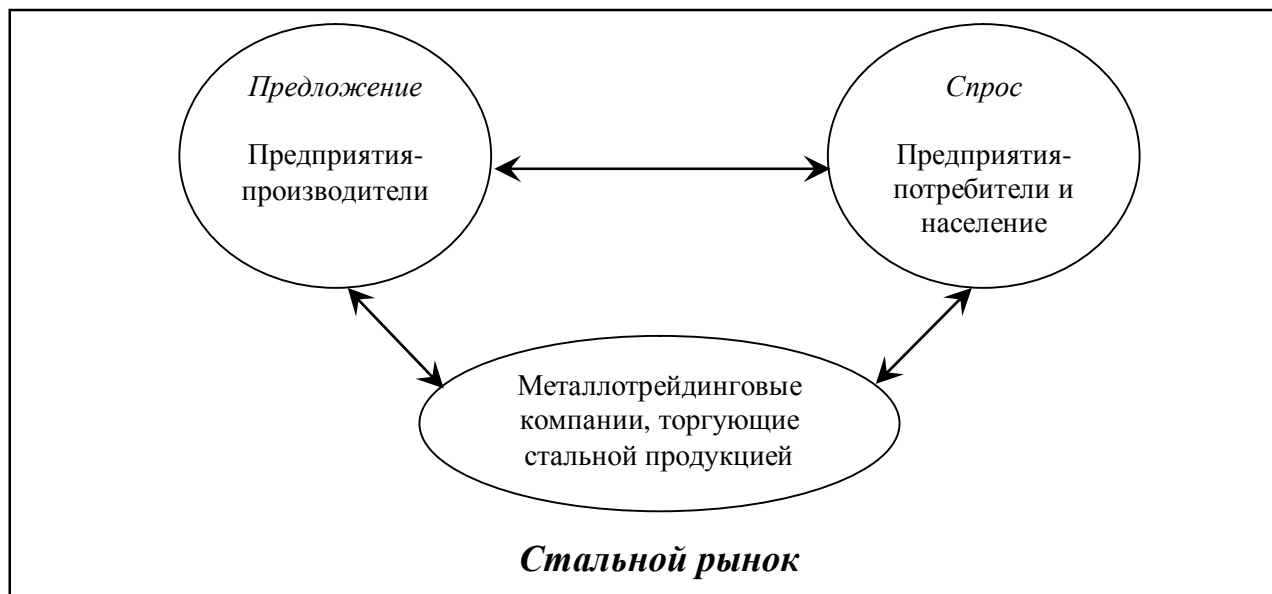 Предложение
Предприятия-
производители
Спрос
Предприятия-
потребители и
население
Металлотрейдинговые
компании, торгующие
стальной продукцией
Стальной рынок